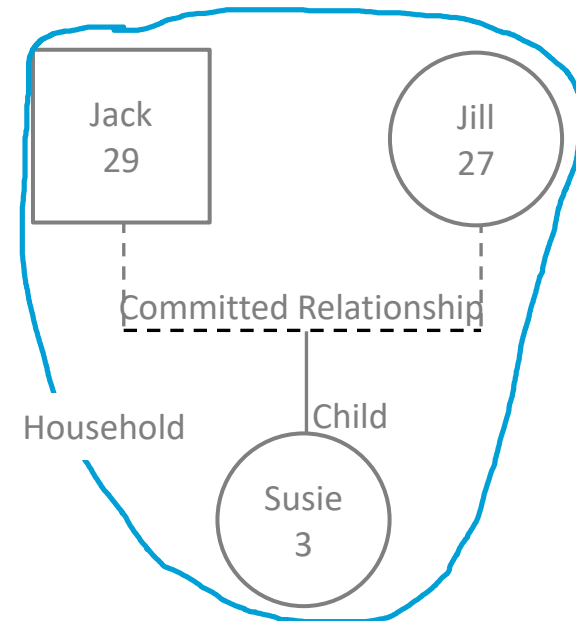 Jack
29
Jill
27
Committed Relationship
Household
Child
Susie
3